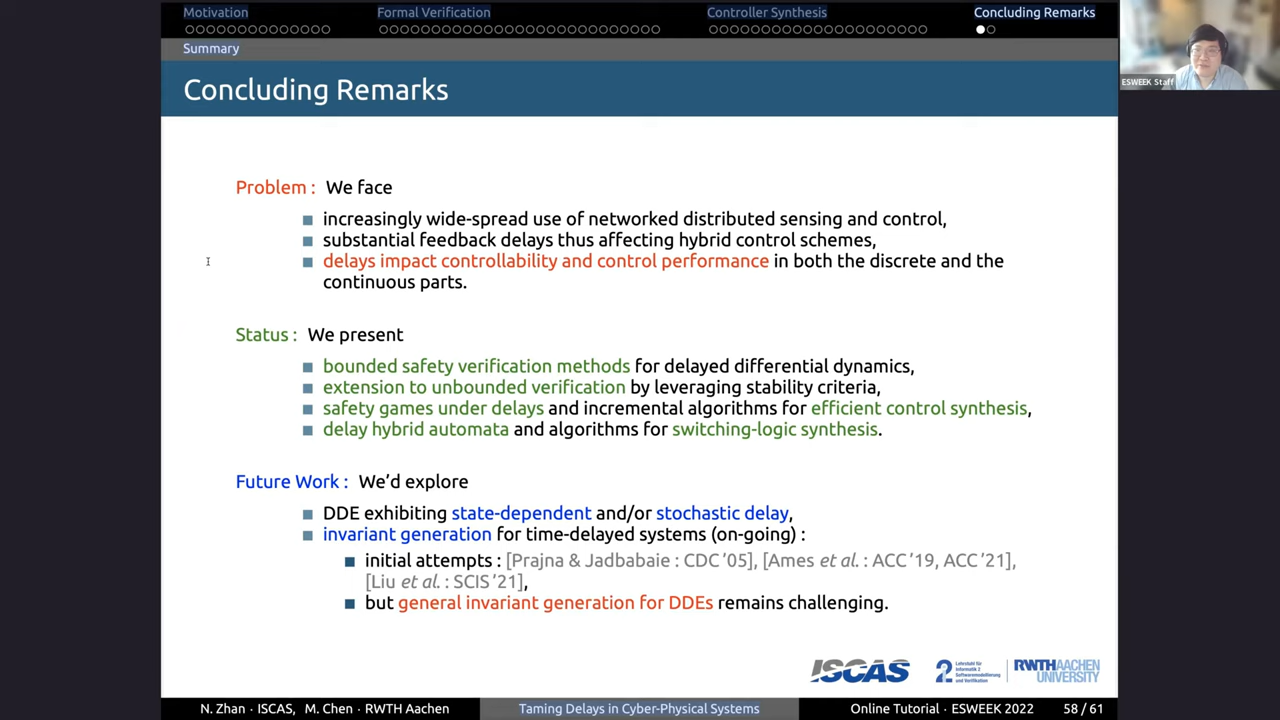 Motivation
Formal Verification
Controller Synthesis
Concluding Remarks
Summary
Concluding Remarks
ESWEEK Staff
Problem : We face
increasingly wide-spread use of networked distributed sensing and control,
substantial feedback delays thus affecting hybrid control schemes,
delays impact controllability and control performance in both the discrete and the
continuous parts.
Status : We present
bounded safety verification methods for delayed differential dynamics,
extension to unbounded verification by leveraging stability criteria,
safety games under delays and incremental algorithms for efficient control synthesis,
delay hybrid automata and algorithms for switching-logic synthesis.
Future Work : We'd explore
DDE exhibiting state-dependent and/or stochastic delay,
invariant generation for time-delayed systems (on-going) :
initial attempts : [Prajna & Jadbabaie : CDC '05], [Ames et al. : ACC '19, ACC '21],
[Liu et al. : SCIS '21],
but general invariant generation for DDEs remains challenging.
ISCAS
2
Lehrstuhl für
Informatik 2
Softwaremodellierung
und Verifikation
RWTHAACHEN
UNIVERSITY
N. Zhan · ISCAS, M. Chen · RWTH Aachen
Taming Delays in Cyber-Physical Systems
Online Tutorial · ESWEEK 2022
58 / 61